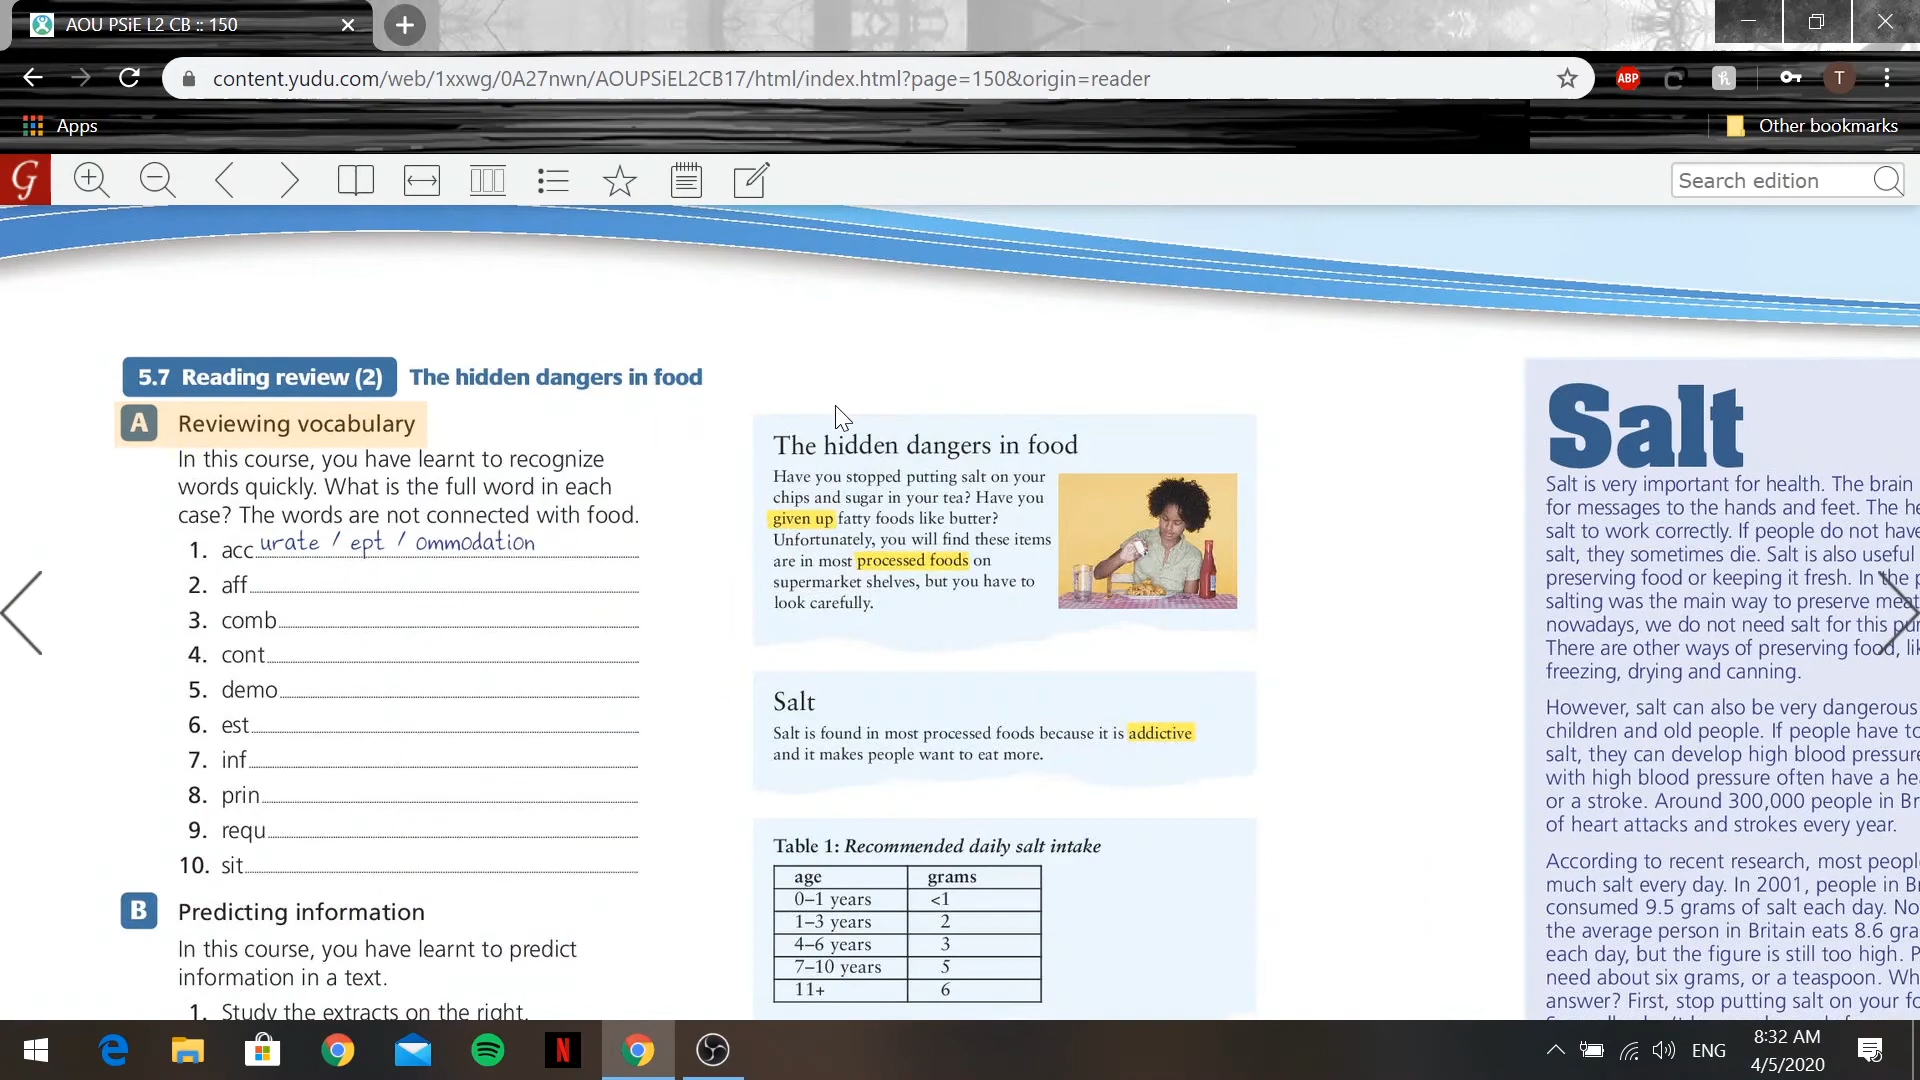 AOU PSiE L2 CB :: 150
content.yudu.com/web/1xxwg/0A27nwn/AOUPSiEL2CB17/html/index.html?page=150&origin=reader
ABP
T
Apps
Other bookmarks
G
Search edition
5.7 Reading review (2) The hidden dangers in food
A Reviewing vocabulary
In this course, you have learnt to recognize
words quickly. What is the full word in each
case? The words are not connected with food.
1. acc urate / ept / ommodation
2. aff
3. comb
4. cont
5. demo
6. est
7. inf
8. prin
9. requ
10. sit
B Predicting information
In this course, you have learnt to predict
information in a text.
1. Study the extracts on the right.
The hidden dangers in food
Have you stopped putting salt on your
chips and sugar in your tea? Have you
given up fatty foods like butter?
Unfortunately, you will find these items
are in most processed foods on
supermarket shelves, but you have to
look carefully.
Salt
Salt is found in most processed foods because it is addictive
and it makes people want to eat more.
Table 1: Recommended daily salt intake
age grams
0–1 years <1
1–3 years 2
4–6 years 3
7–10 years 5
11+ 6
Salt
Salt is very important for health. The brain
for messages to the hands and feet. The he
salt to work correctly. If people do not have
salt, they sometimes die. Salt is also useful
preserving food or keeping it fresh. In the p
salting was the main way to preserve meat
nowadays, we do not need salt for this pur
There are other ways of preserving food, lik
freezing, drying and canning.
However, salt can also be very dangerous
children and old people. If people have to
salt, they can develop high blood pressure
with high blood pressure often have a hea
or a stroke. Around 300,000 people in Br
of heart attacks and strokes every year.
According to recent research, most peopl
much salt every day. In 2001, people in Br
consumed 9.5 grams of salt each day. No
the average person in Britain eats 8.6 gra
each day, but the figure is still too high. P
need about six grams, or a teaspoon. Wh
answer? First, stop putting salt on your fo
N
ENG
8:32 AM
4/5/2020